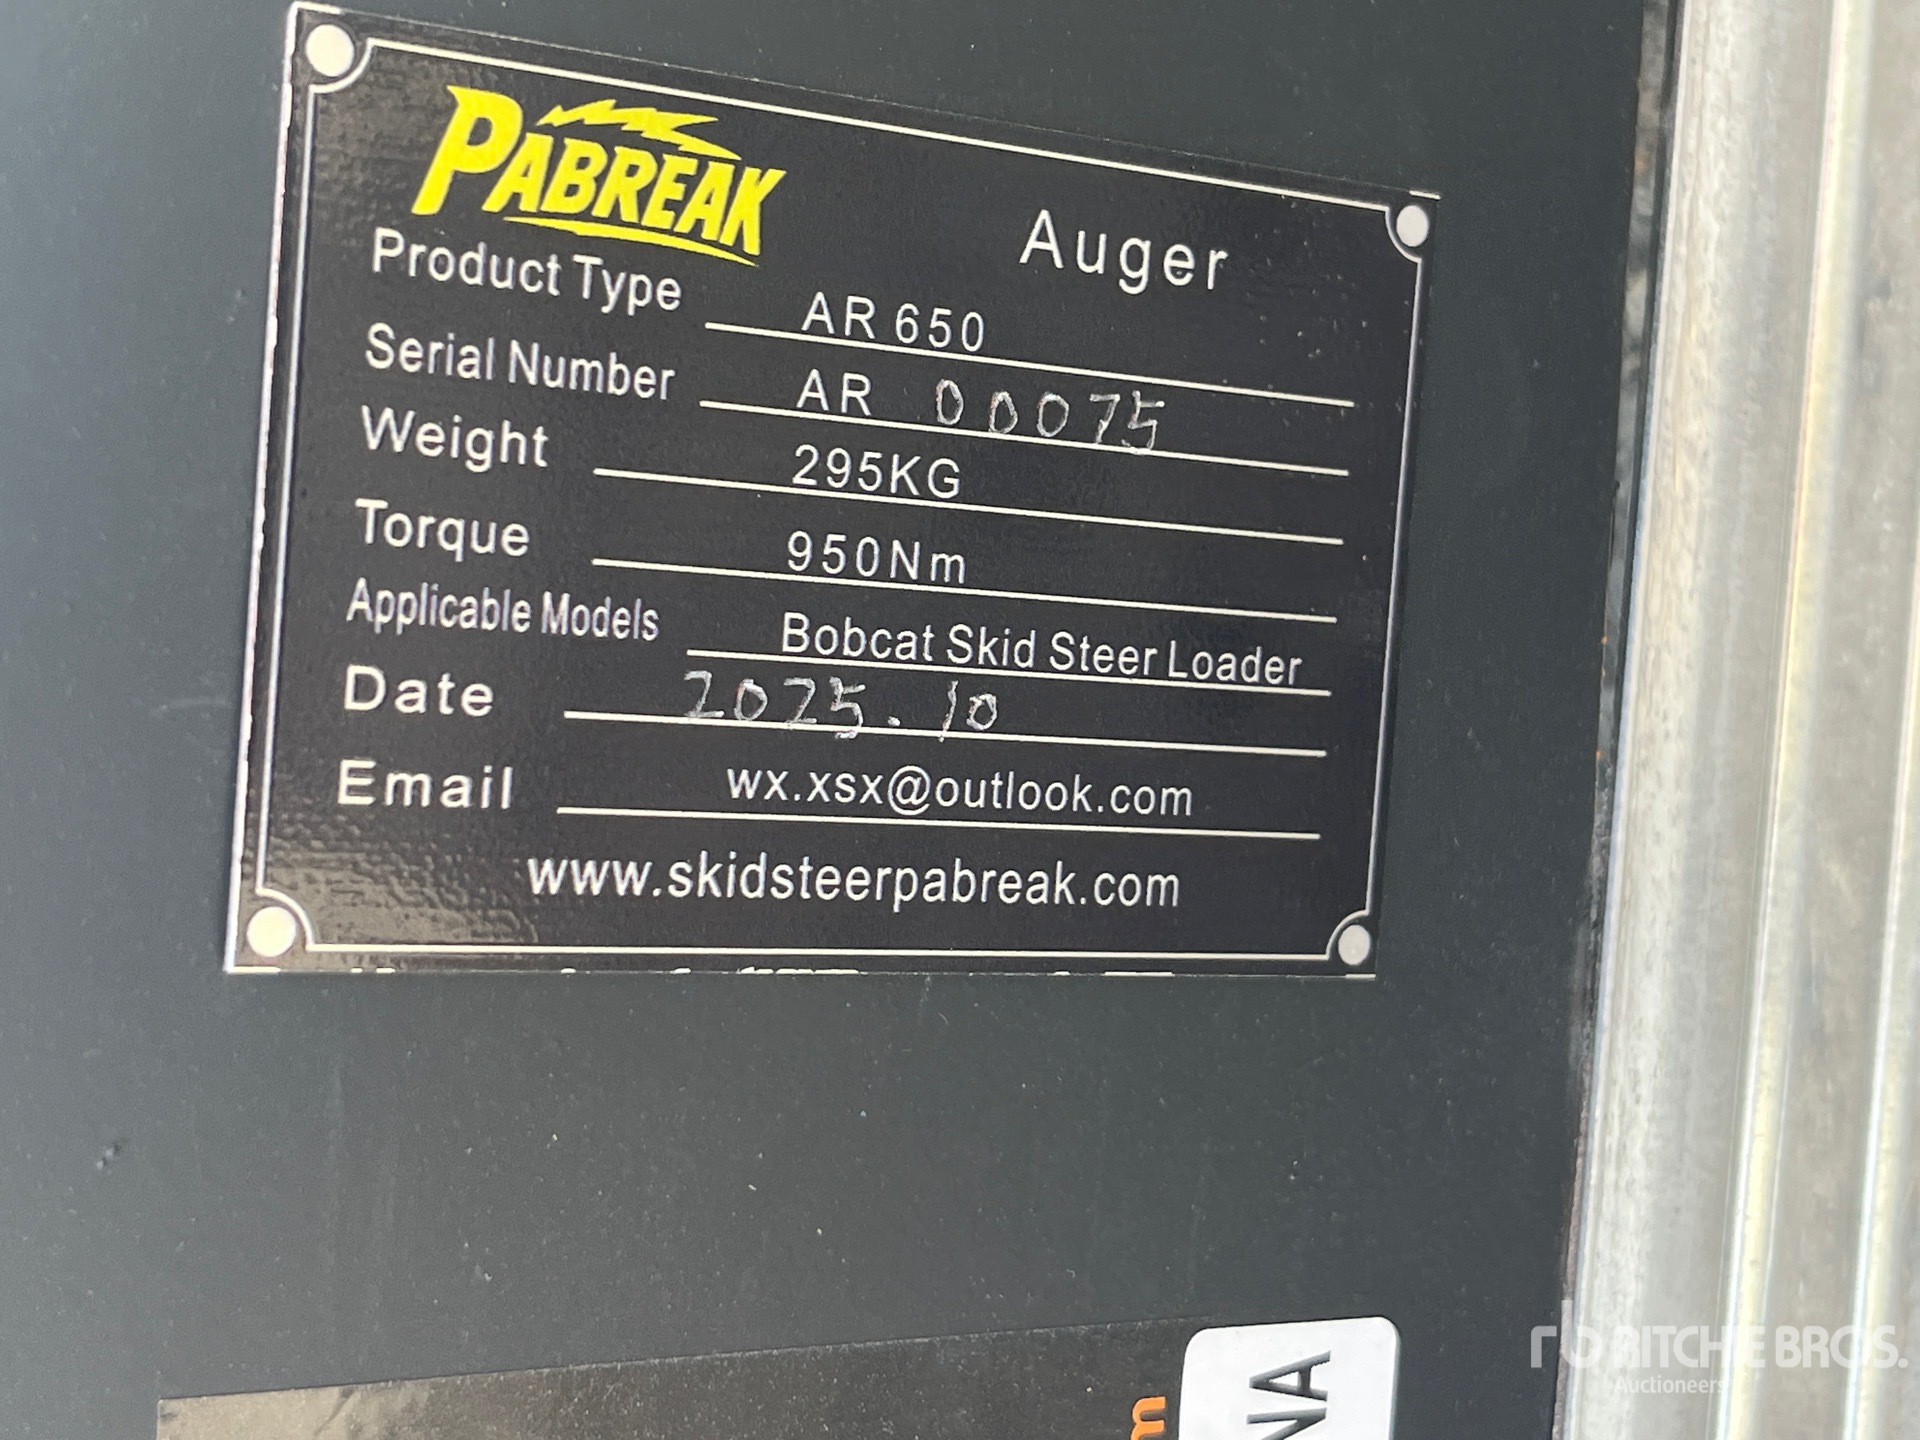 PABREAK
Auger
Product Type AR 650
Serial Number AR 00075
Weight 295KG
Torque 950Nm
Applicable Models Bobcat Skid Steer Loader
Date 2025.10
Email wx.xsx@outlook.com
www.skidsteerpabreak.com
rb RITCHIE BROS.
Auctioneers